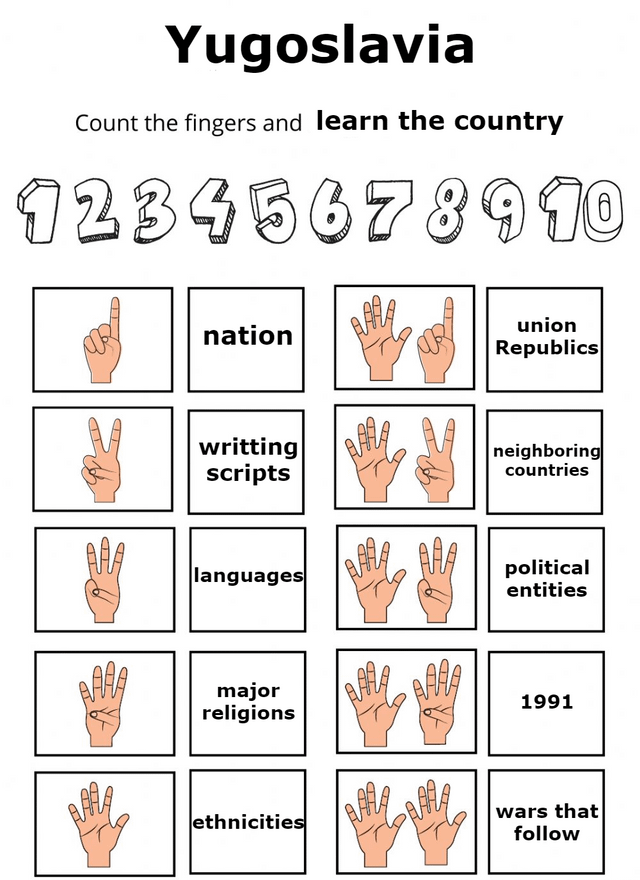 Yugoslavia
Count the fingers and learn the country
1 2 3 4 5 6 7 8 9 10
nation
union
Republics
writting
scripts
neighboring
countries
languages
political
entities
major
religions
1991
ethnicities
wars that
follow